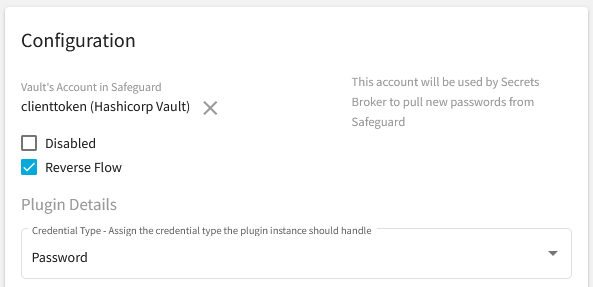 Configuration
Vault's Account in Safeguard
clienttoken (Hashicorp Vault)
This account will be used by Secrets
Broker to pull new passwords from
Safeguard
Disabled
Reverse Flow
Plugin Details
Credential Type - Assign the credential type the plugin instance should handle
Password